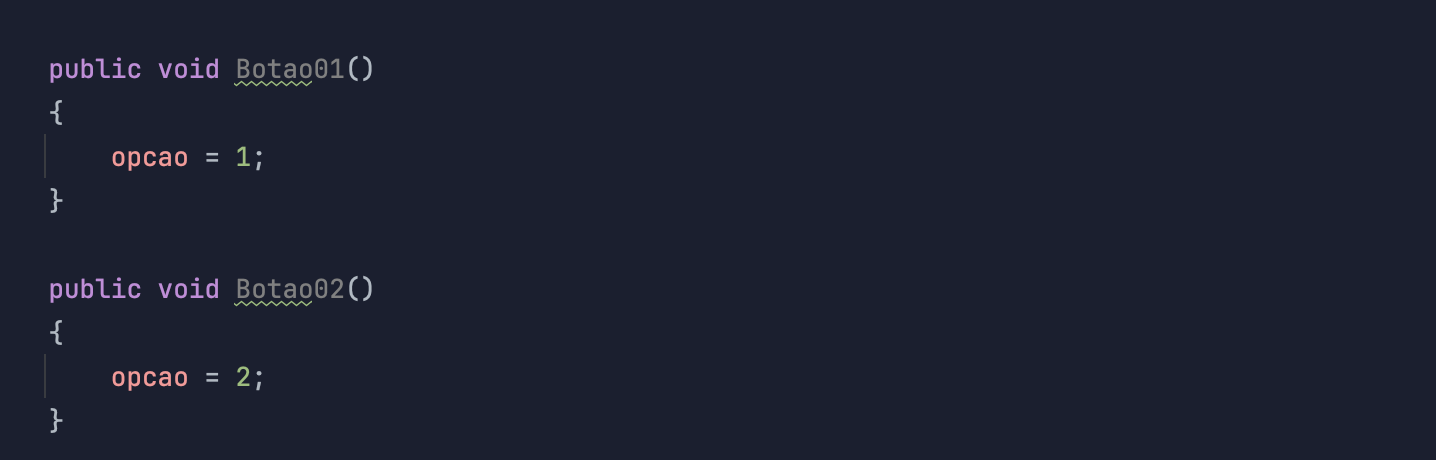 public void Botao01()
{
    opcao = 1;
}
public void Botao02()
{
    opcao = 2;
}